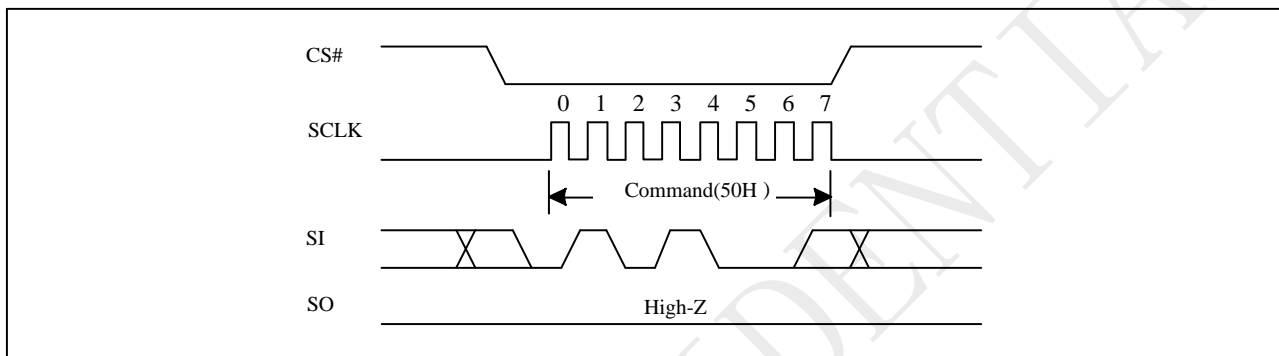 CS#
0 1 2 3 4 5 6 7
SCLK
Command(50H )
SI
SO High-Z